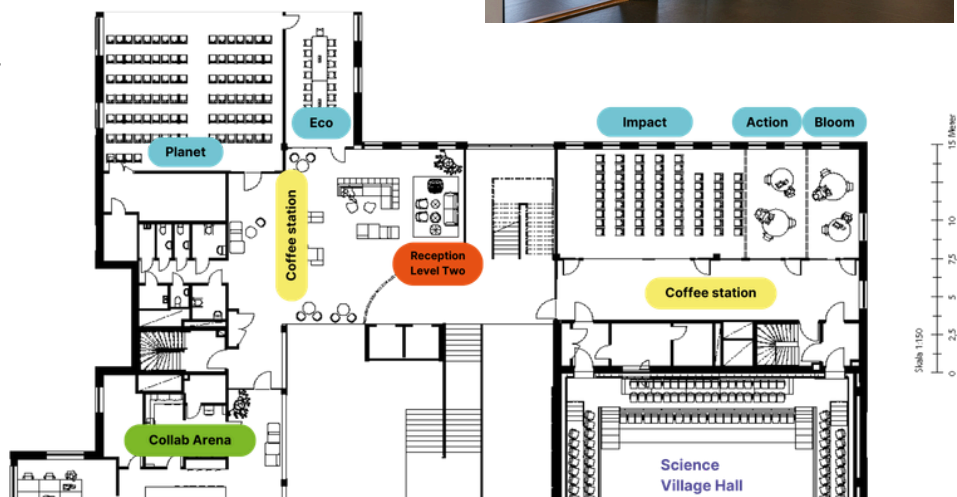 Eco
Impact
Action
Bloom
Planet
Coffee station
Reception
Level Two
Coffee station
Collab Arena
Science
Village Hall
Skala 1:150
0
2,5
5
7,5
10
15 Meter